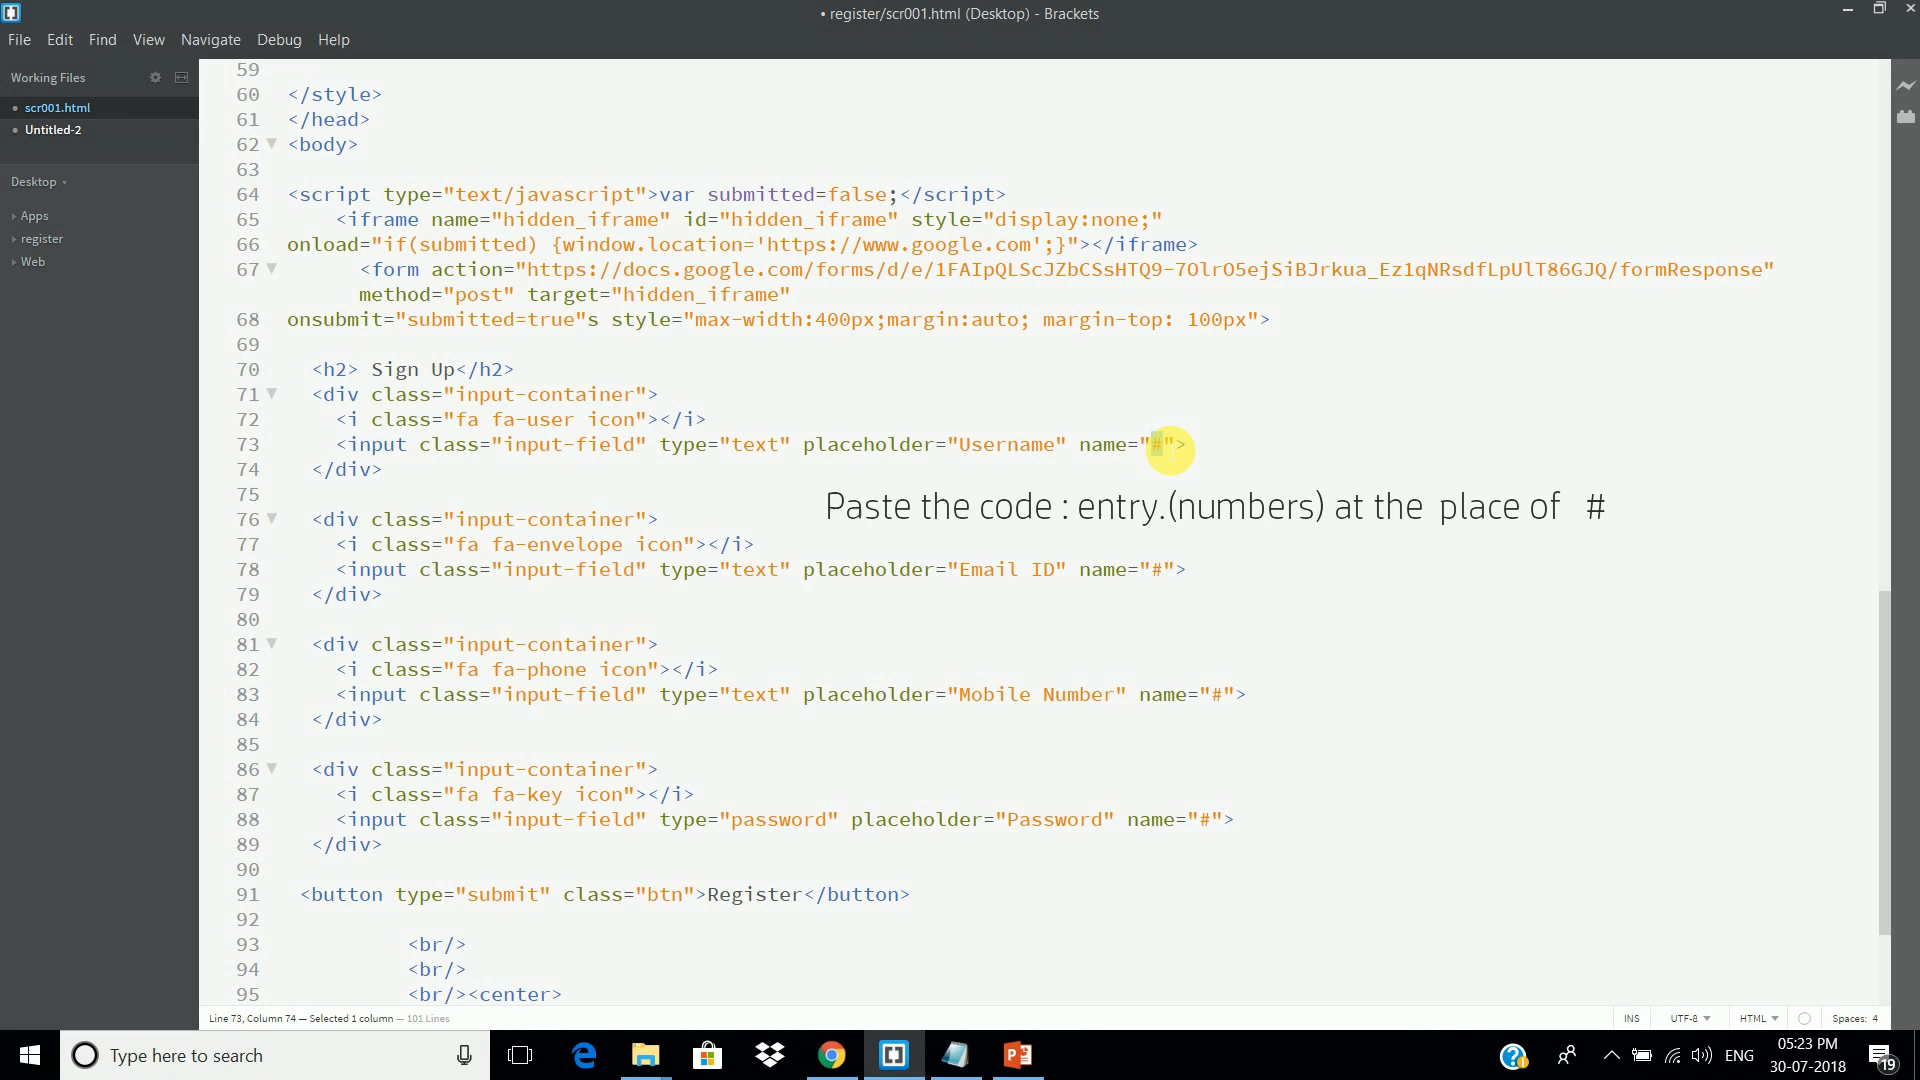 • register/scr001.html (Desktop) - Brackets
File Edit Find View Navigate Debug Help
Working Files
scr001.html
Untitled-2
Desktop
Apps
register
Web
59
60 </style>
61 </head>
62 <body>
63
64 <script type="text/javascript">var submitted=false;</script>
65 <iframe name="hidden_iframe" id="hidden_iframe" style="display:none;"
66 onload="if(submitted) {window.location='https://www.google.com';}"></iframe>
67 <form action="https://docs.google.com/forms/d/e/1FAIpQLScJZbCSsHTQ9-7OlrO5ejSiBJrkua_Ez1qNRsdfLpUlT86GJQ/formResponse"
method="post" target="hidden_iframe"
68 onsubmit="submitted=true"s style="max-width:400px;margin:auto; margin-top: 100px">
69
70 <h2> Sign Up</h2>
71 <div class="input-container">
72 <i class="fa fa-user icon"></i>
73 <input class="input-field" type="text" placeholder="Username" name="#">
74 </div>
75
Paste the code : entry.(numbers) at the place of #
76 <div class="input-container">
77 <i class="fa fa-envelope icon"></i>
78 <input class="input-field" type="text" placeholder="Email ID" name="#">
79 </div>
80
81 <div class="input-container">
82 <i class="fa fa-phone icon"></i>
83 <input class="input-field" type="text" placeholder="Mobile Number" name="#">
84 </div>
85
86 <div class="input-container">
87 <i class="fa fa-key icon"></i>
88 <input class="input-field" type="password" placeholder="Password" name="#">
89 </div>
90
91 <button type="submit" class="btn">Register</button>
92
93 <br/>
94 <br/>
95 <br/><center>
Line 73, Column 74 — Selected 1 column — 101 Lines
INS UTF-8 HTML Spaces: 4
Type here to search
ENG
05:23 PM
30-07-2018
19